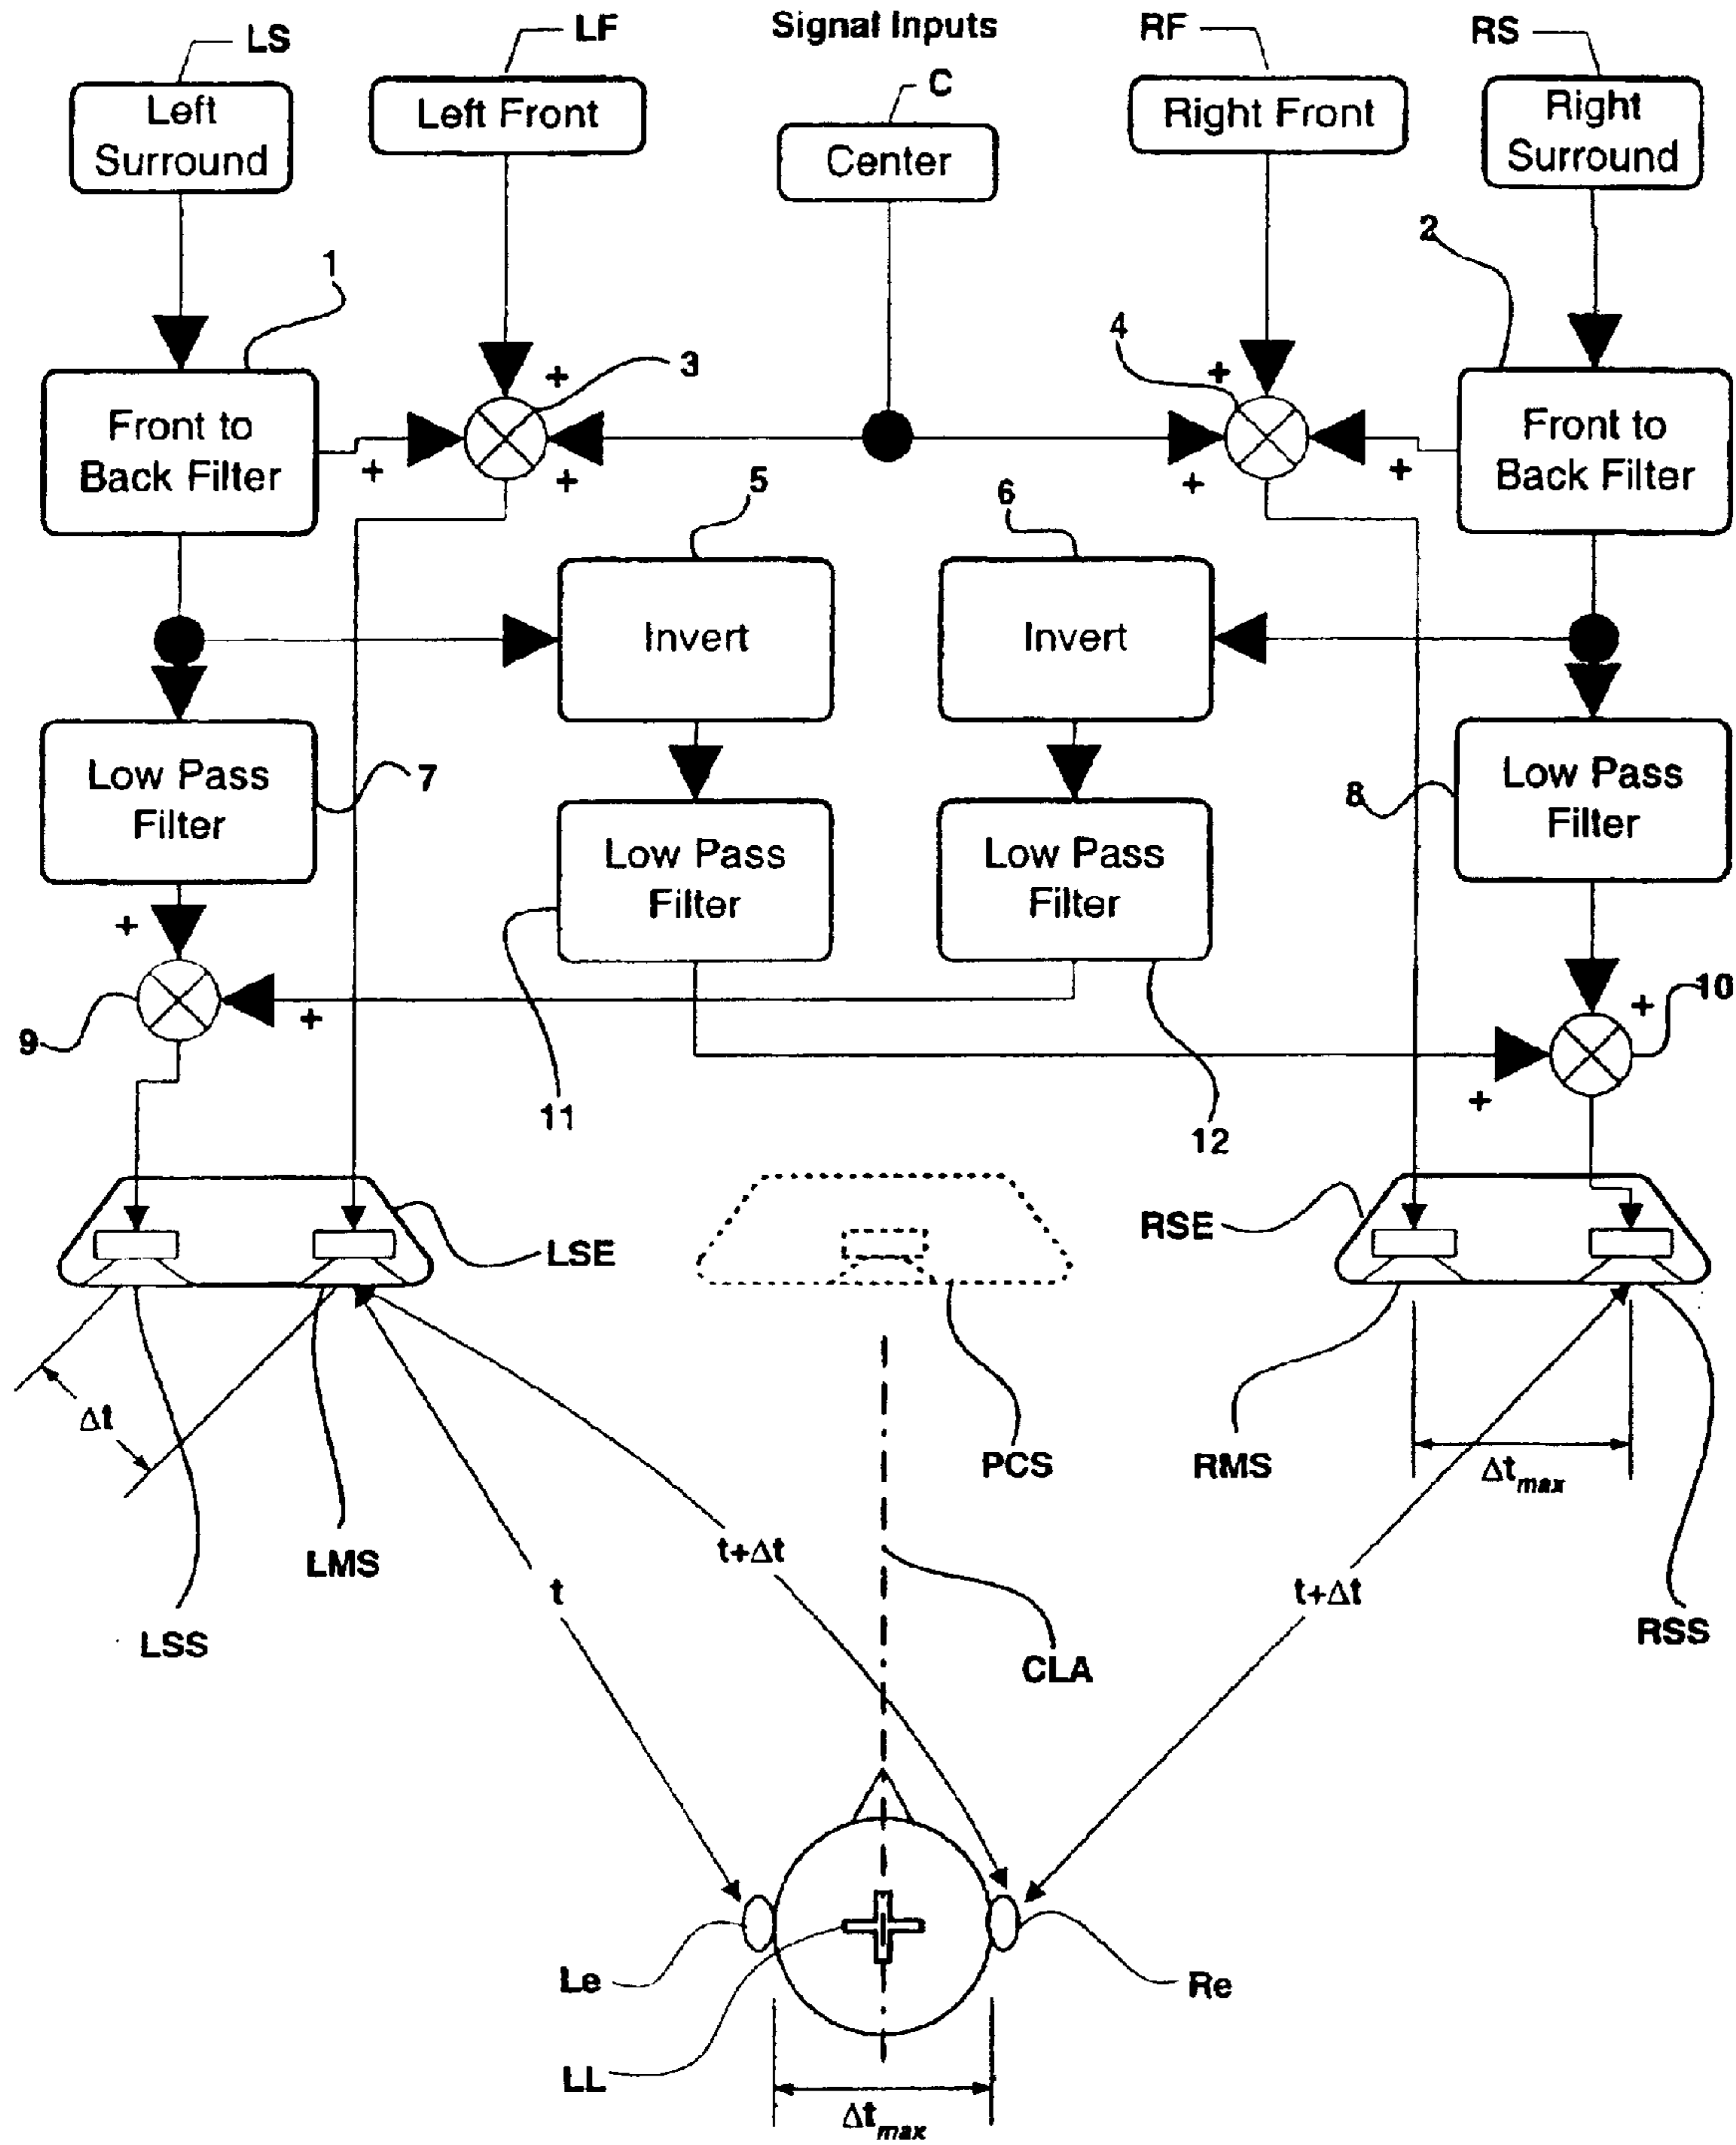 Signal Inputs
LS
LF
C
RF
RS
Left
Surround
Left Front
Center
Right Front
Right
Surround
1
2
3
4
+
+
+
+
+
+
Front to
Back Filter
Front to
Back Filter
5
6
Invert
Invert
7
8
Low Pass
Filter
Low Pass
Filter
Low Pass
Filter
Low Pass
Filter
+
+
+
+
9
10
11
12
LSE
RSE
Δt
PCS
RMS
Δtmax
LMS
t
t+Δt
t+Δt
LSS
CLA
RSS
Le
Re
LL
Δtmax